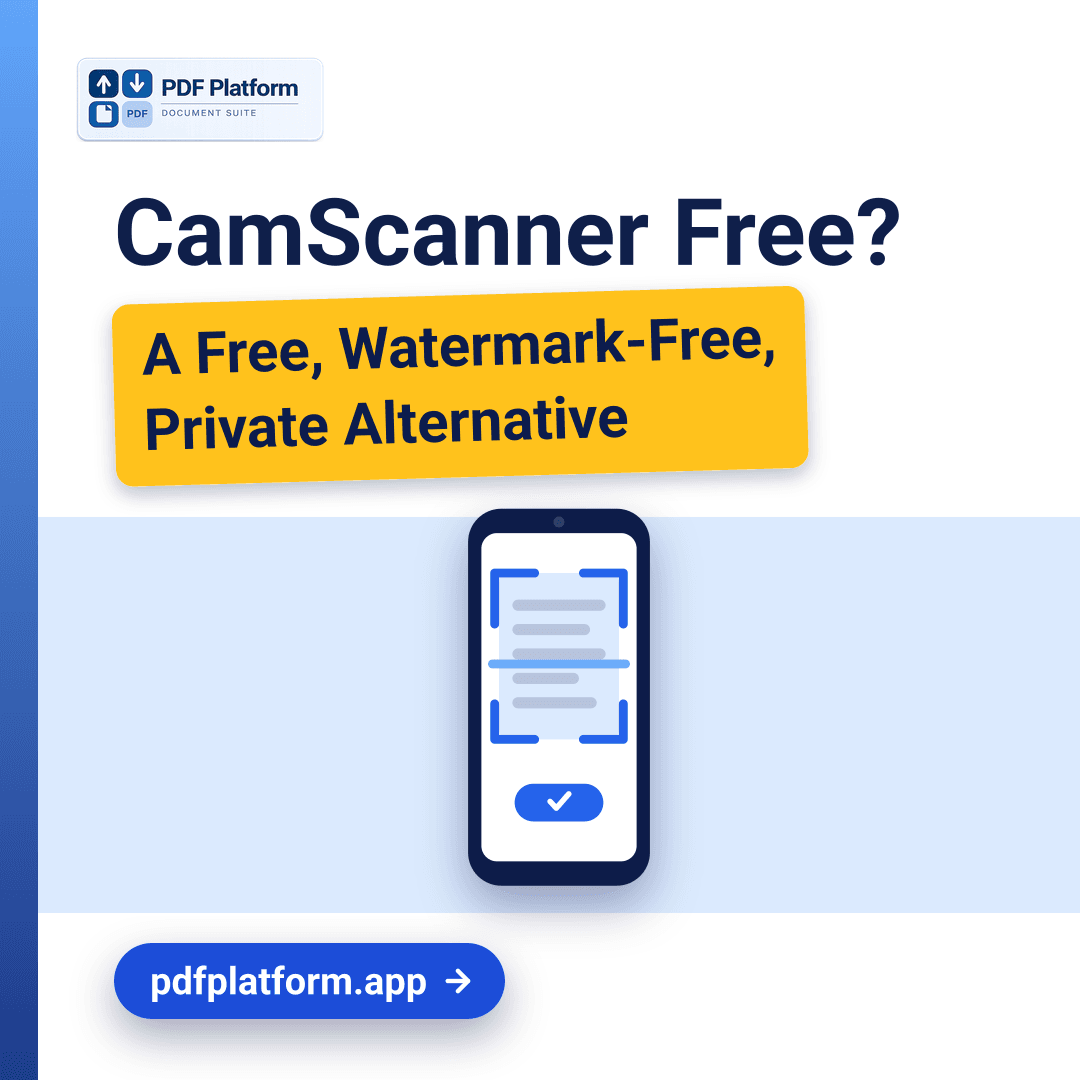 PDF Platform
DOCUMENT SUITE
PDF
CamScanner Free?
A Free, Watermark-Free,
Private Alternative
pdfplatform.app